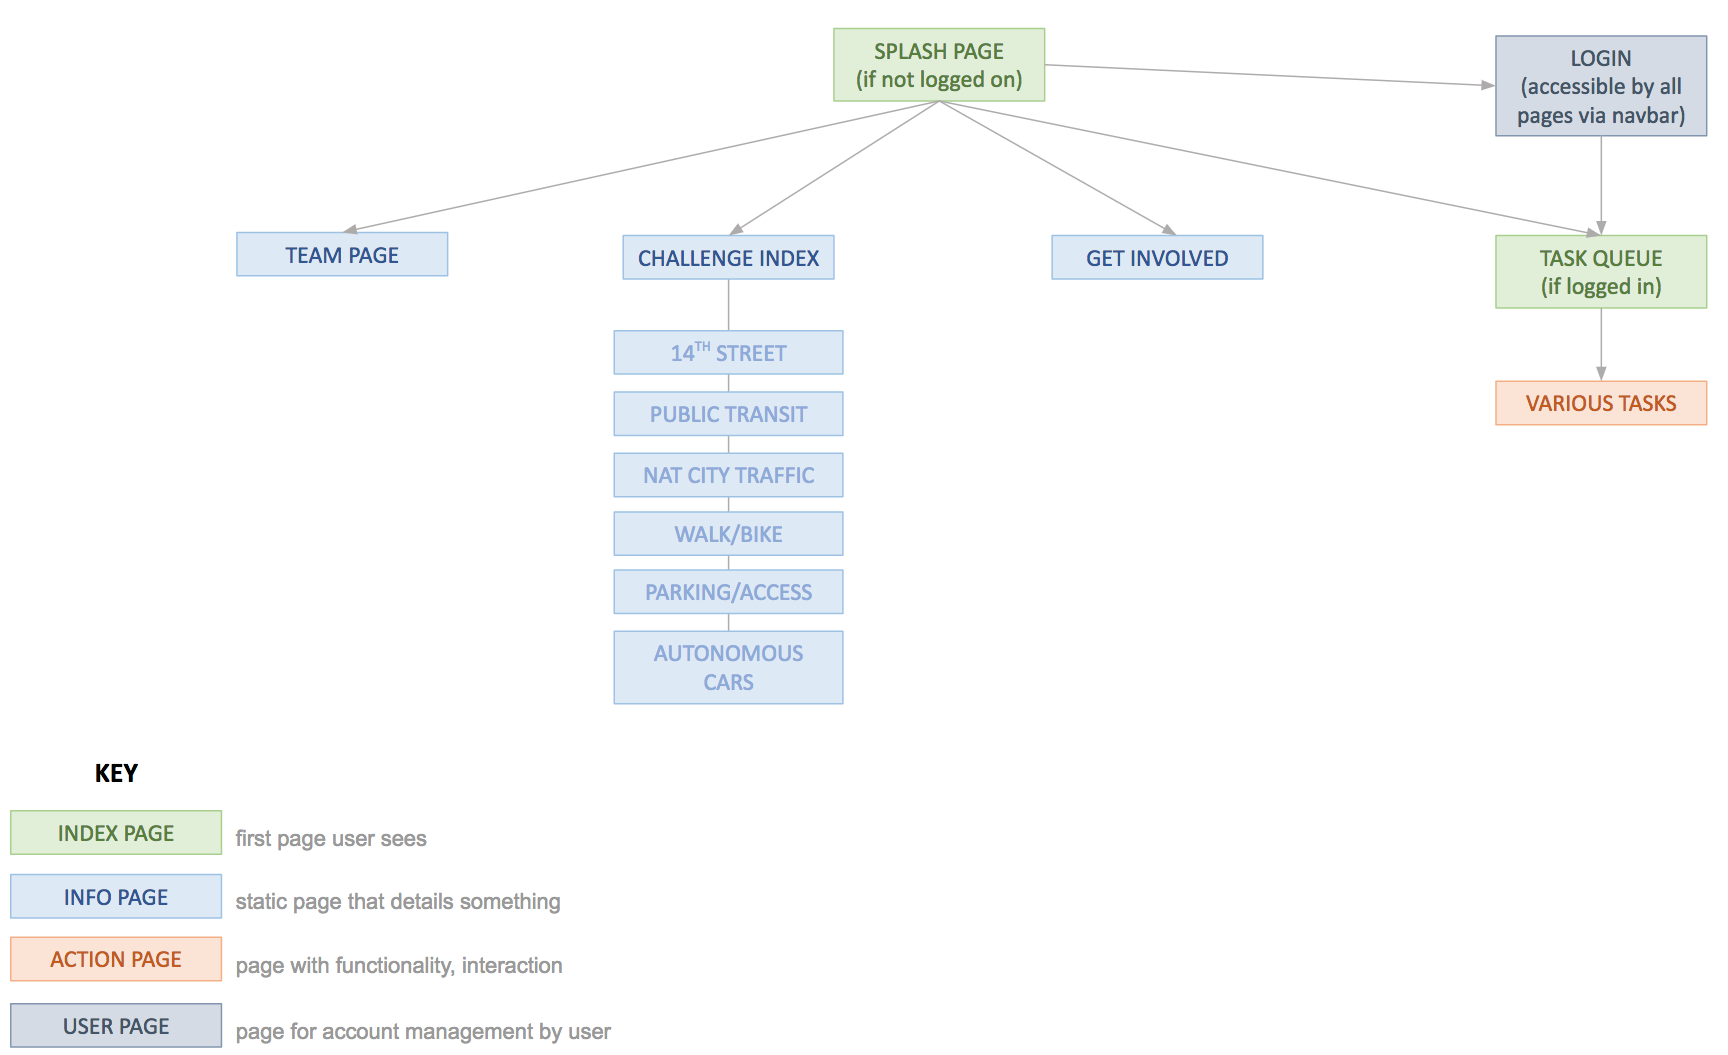 SPLASH PAGE
(if not logged on)
LOGIN
(accessible by all
pages via navbar)
TEAM PAGE
CHALLENGE INDEX
GET INVOLVED
TASK QUEUE
(if logged in)
14TH STREET
PUBLIC TRANSIT
NAT CITY TRAFFIC
WALK/BIKE
PARKING/ACCESS
AUTONOMOUS
CARS
VARIOUS TASKS
KEY
INDEX PAGE
first page user sees
INFO PAGE
static page that details something
ACTION PAGE
page with functionality, interaction
USER PAGE
page for account management by user